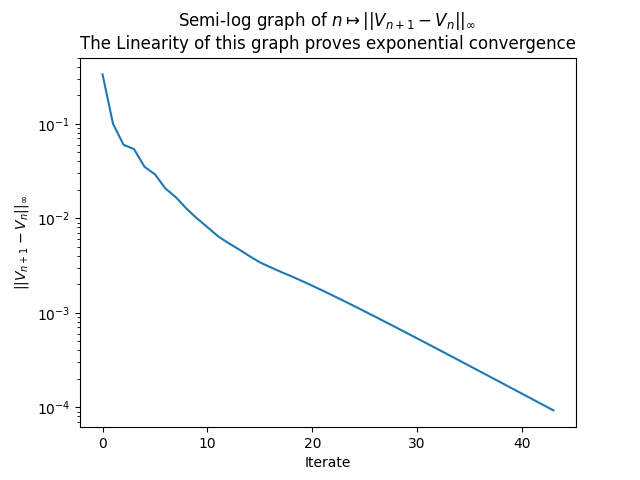 Semi-log graph of $n \mapsto ||V_{n+1} - V_n||_\infty$
The Linearity of this graph proves exponential convergence
$||V_{n+1} - V_n||_\infty$
$10^{-1}$
$10^{-2}$
$10^{-3}$
$10^{-4}$
0 10 20 30 40
Iterate